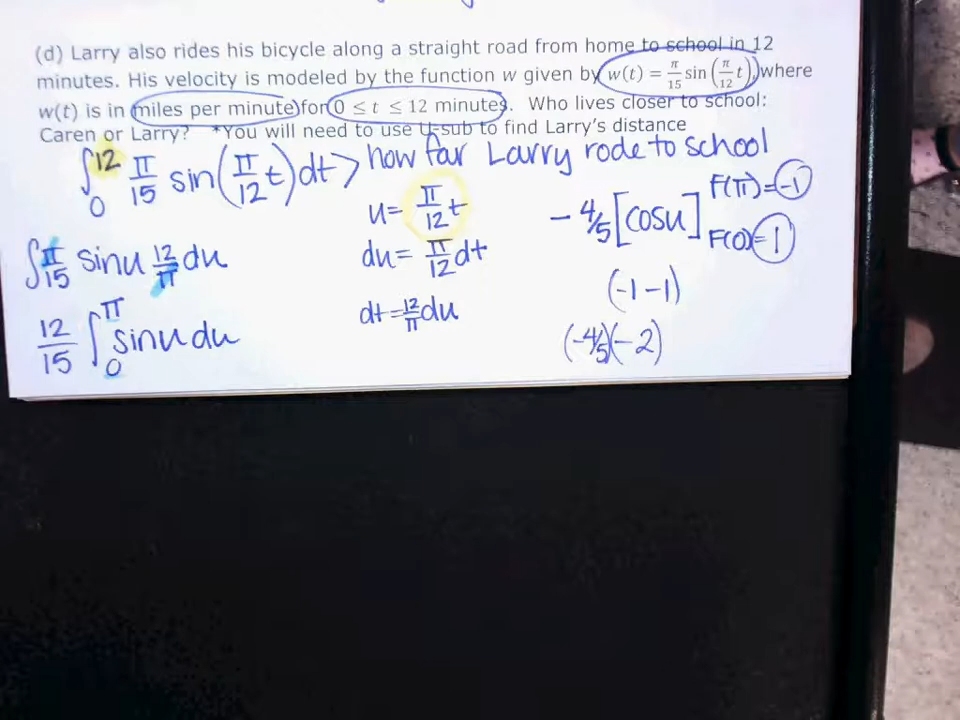 (d) Larry also rides his bicycle along a straight road from home to school in 12
minutes. His velocity is modeled by the function w given by w(t) = π/15 sin(π/12 t), where
w(t) is in miles per minute for 0 ≤ t ≤ 12 minutes. Who lives closer to school:
Caren or Larry? *You will need to use U-sub to find Larry's distance
∫₀¹² π/15 sin(π/12 t)dt > how far Larry rode to school
u = π/12 t
du = π/12 dt
dt = 12/π du
∫ π/15 sinu 12/π du
12/15 ∫₀^π sinu du
- 4/5 [cosu] F(π) = -1
F(0) = 1
(-1 - 1)
(-4/5)(-2)